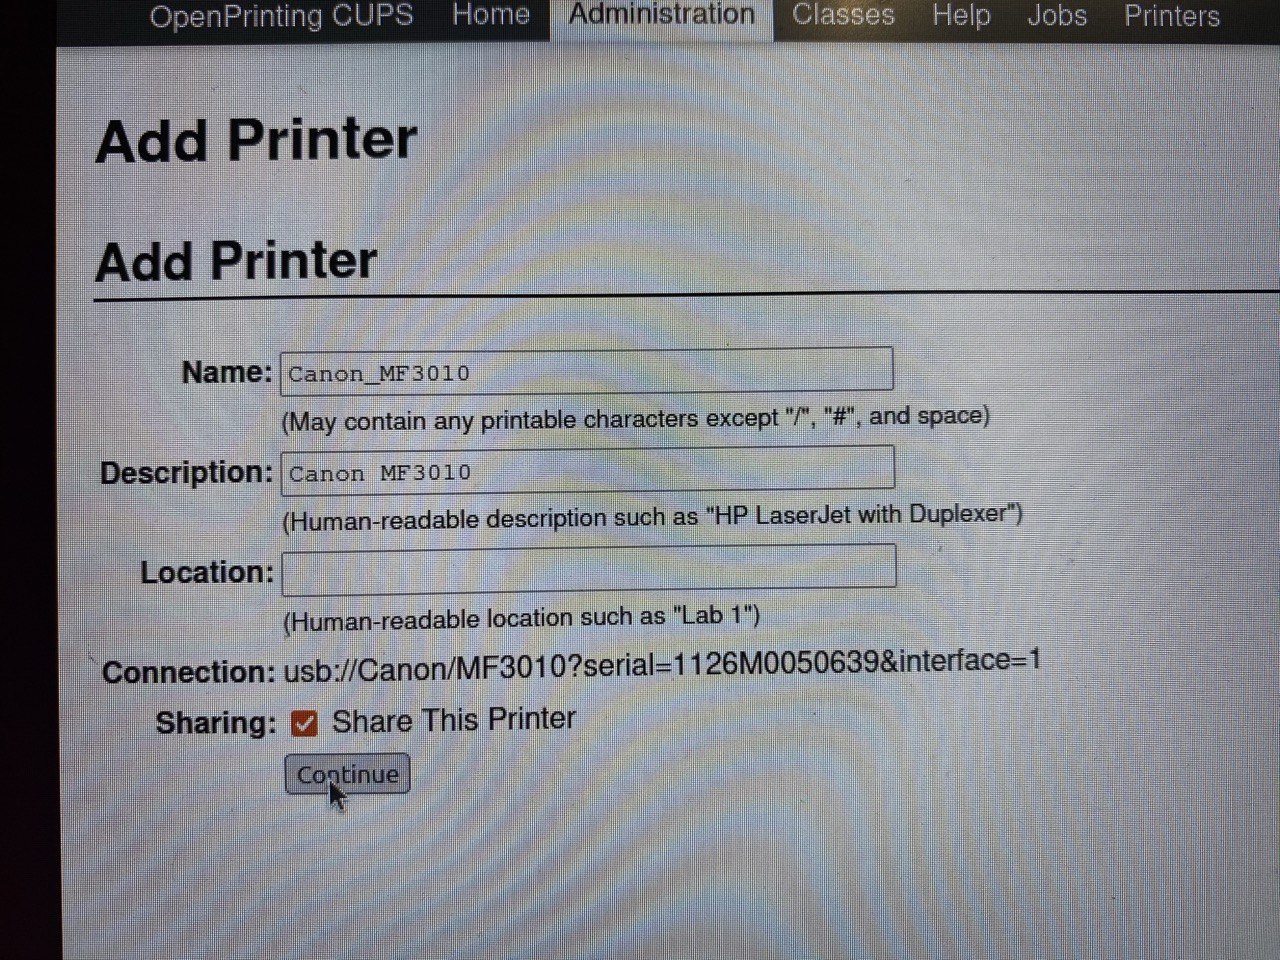 OpenPrinting CUPS Home Administration Classes Help Jobs Printers
Add Printer
Add Printer
Name: Canon_MF3010
(May contain any printable characters except "/", "#", and space)
Description: Canon MF3010
(Human-readable description such as "HP LaserJet with Duplexer")
Location:
(Human-readable location such as "Lab 1")
Connection: usb://Canon/MF3010?serial=1126M0050639&interface=1
Sharing: Share This Printer
Continue